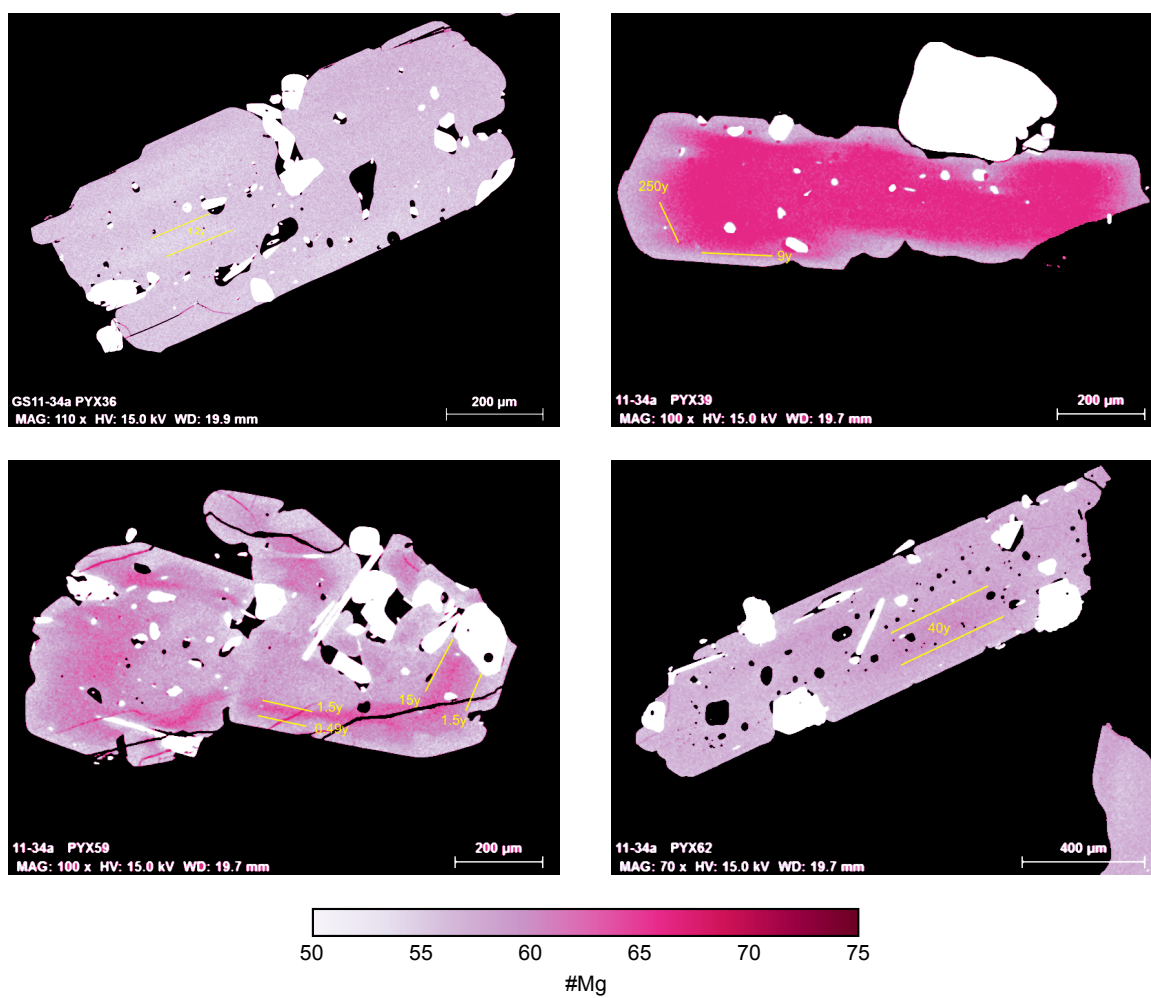 GS11-34a PYX36
MAG: 110 x HV: 15.0 kV WD: 19.9 mm
200 µm
250y
9y
11-34a PYX39
MAG: 100 x HV: 15.0 kV WD: 19.7 mm
200 µm
1.5y
0.49y
15y
1.5y
11-34a PYX59
MAG: 100 x HV: 15.0 kV WD: 19.7 mm
200 µm
40y
11-34a PYX62
MAG: 70 x HV: 15.0 kV WD: 19.7 mm
400 µm
50 55 60 65 70 75
#Mg